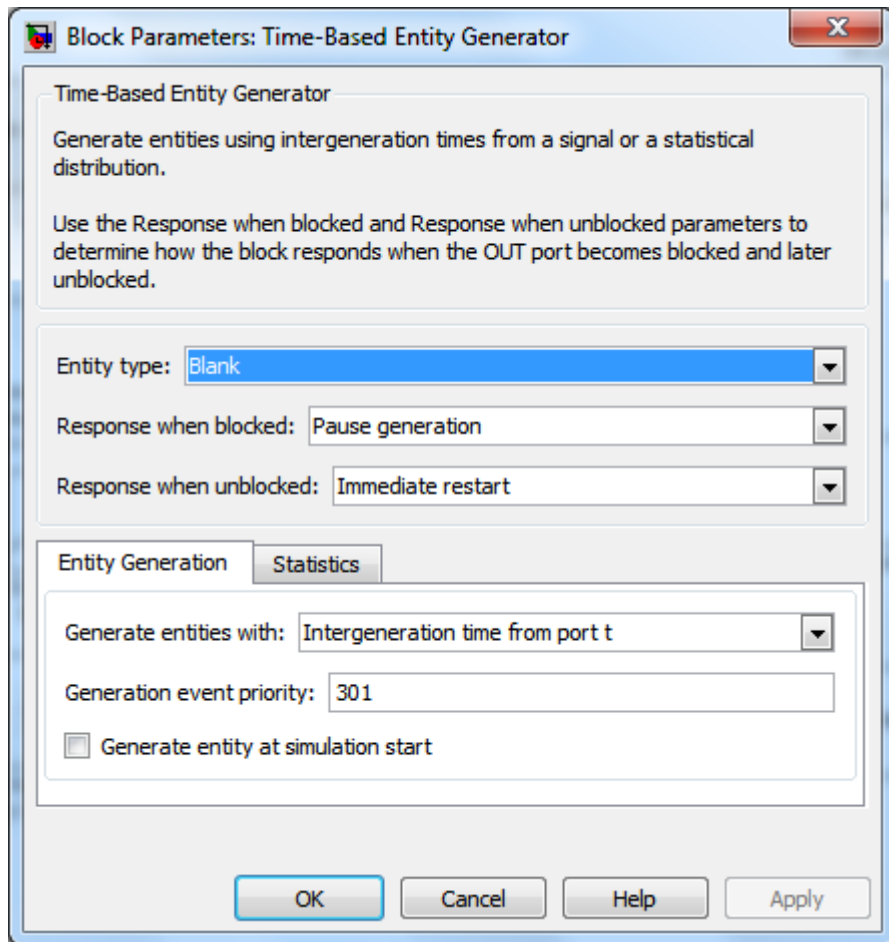 Block Parameters: Time-Based Entity Generator
Time-Based Entity Generator
Generate entities using intergeneration times from a signal or a statistical
distribution.
Use the Response when blocked and Response when unblocked parameters to
determine how the block responds when the OUT port becomes blocked and later
unblocked.
Entity type: Blank
Response when blocked: Pause generation
Response when unblocked: Immediate restart
Entity Generation Statistics
Generate entities with: Intergeneration time from port t
Generation event priority: 301
Generate entity at simulation start
OK Cancel Help Apply